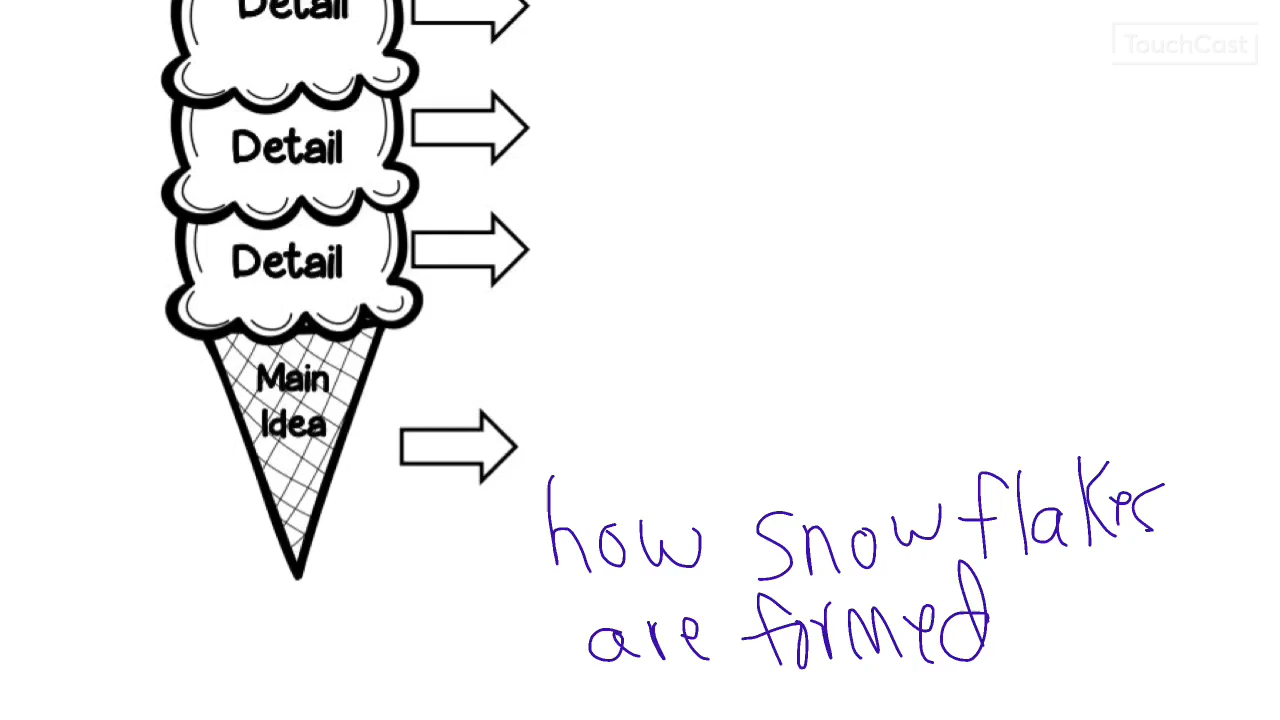 Detail
TouchCast
Detail
Detail
Main
Idea
how snowflakes
are formed